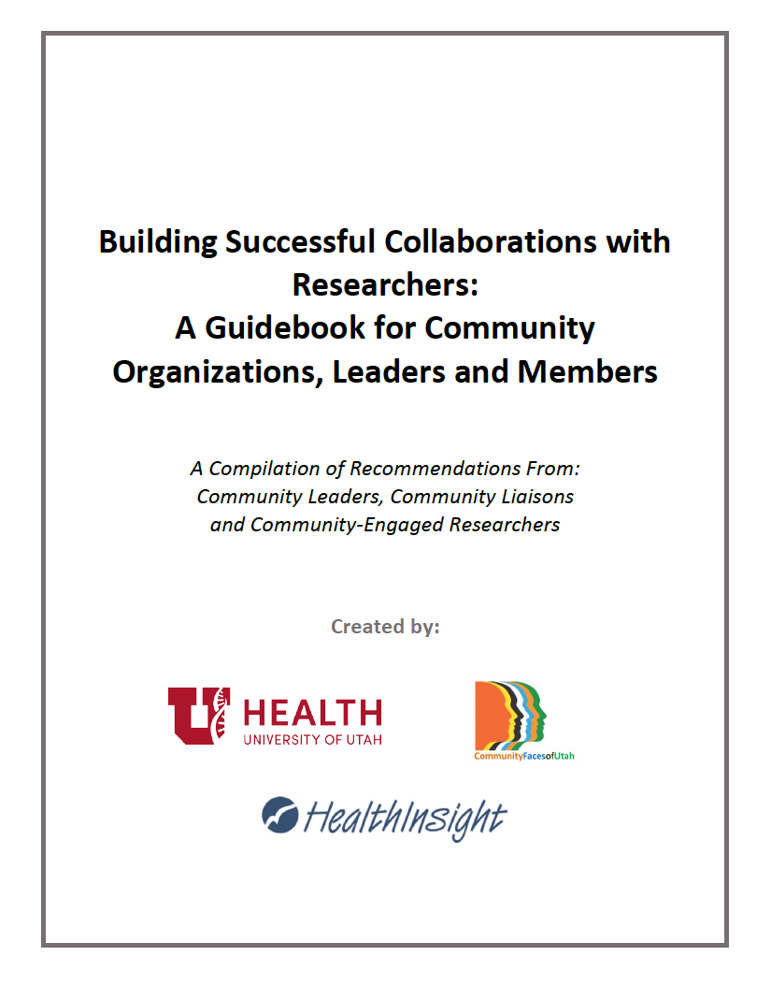 Building Successful Collaborations with
Researchers:
A Guidebook for Community
Organizations, Leaders and Members
A Compilation of Recommendations From:
Community Leaders, Community Liaisons
and Community-Engaged Researchers
Created by:
U HEALTH
UNIVERSITY OF UTAH
CommunityFacesofUtah
HealthInsight